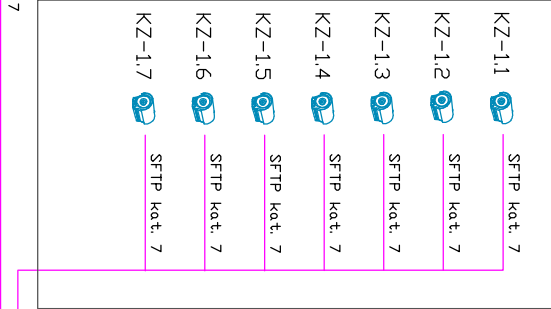 KZ-1.1
SFTP kat. 7
KZ-1.2
SFTP kat. 7
KZ-1.3
SFTP kat. 7
KZ-1.4
SFTP kat. 7
KZ-1.5
SFTP kat. 7
KZ-1.6
SFTP kat. 7
KZ-1.7
SFTP kat. 7
7